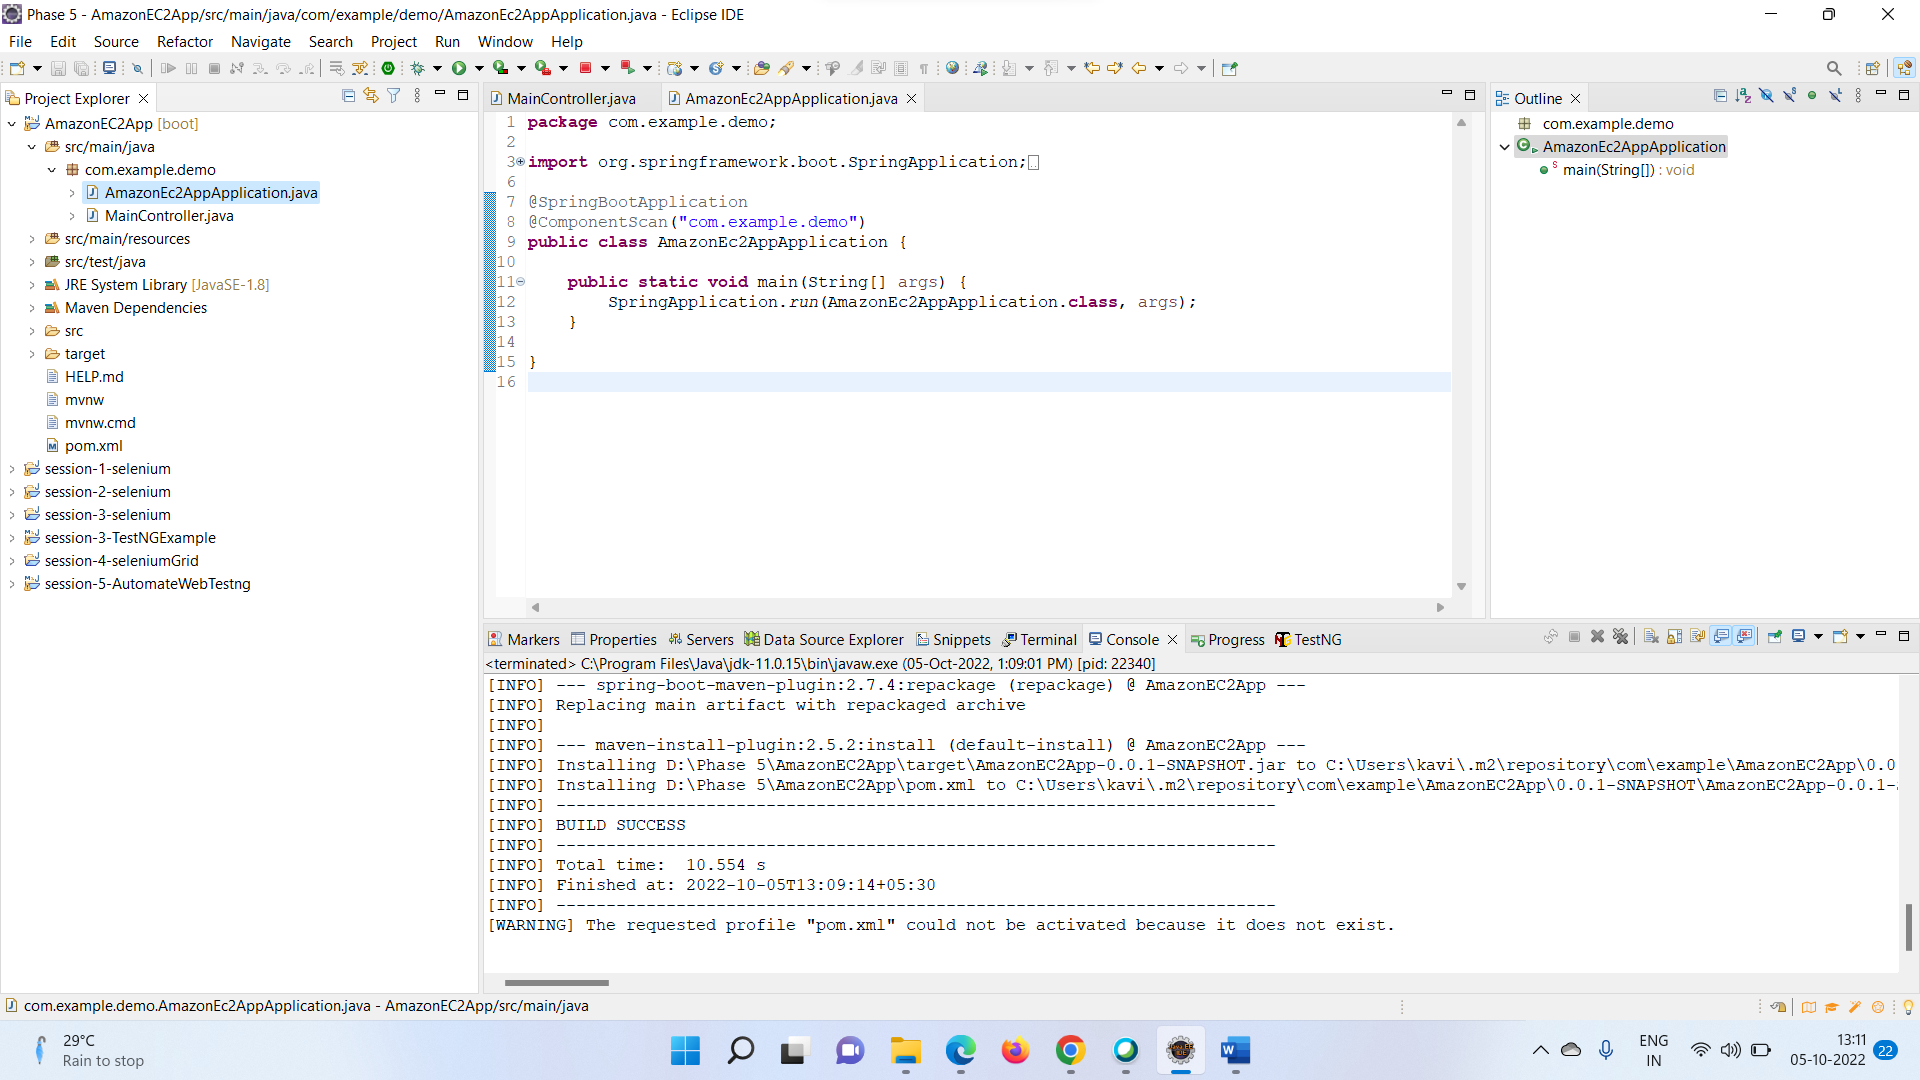 Phase 5 - AmazonEC2App/src/main/java/com/example/demo/AmazonEc2AppApplication.java - Eclipse IDE
File Edit Source Refactor Navigate Search Project Run Window Help
Project Explorer
AmazonEC2App [boot]
src/main/java
com.example.demo
AmazonEc2AppApplication.java
MainController.java
src/main/resources
src/test/java
JRE System Library [JavaSE-1.8]
Maven Dependencies
src
target
HELP.md
mvnw
mvnw.cmd
pom.xml
session-1-selenium
session-2-selenium
session-3-selenium
session-3-TestNGExample
session-4-seleniumGrid
session-5-AutomateWebTestng
MainController.java AmazonEc2AppApplication.java
1 package com.example.demo;
2
3 import org.springframework.boot.SpringApplication;
6
7 @SpringBootApplication
8 @ComponentScan("com.example.demo")
9 public class AmazonEc2AppApplication {
10
11 public static void main(String[] args) {
12 SpringApplication.run(AmazonEc2AppApplication.class, args);
13 }
14
15 }
16
Outline
com.example.demo
AmazonEc2AppApplication
main(String[]) : void
Markers Properties Servers Data Source Explorer Snippets Terminal Console Progress TestNG
<terminated> C:\Program Files\Java\jdk-11.0.15\bin\javaw.exe (05-Oct-2022, 1:09:01 PM) [pid: 22340]
[INFO] --- spring-boot-maven-plugin:2.7.4:repackage (repackage) @ AmazonEC2App ---
[INFO] Replacing main artifact with repackaged archive
[INFO]
[INFO] --- maven-install-plugin:2.5.2:install (default-install) @ AmazonEC2App ---
[INFO] Installing D:\Phase 5\AmazonEC2App\target\AmazonEC2App-0.0.1-SNAPSHOT.jar to C:\Users\kavi\.m2\repository\com\example\AmazonEC2App\0.0
[INFO] Installing D:\Phase 5\AmazonEC2App\pom.xml to C:\Users\kavi\.m2\repository\com\example\AmazonEC2App\0.0.1-SNAPSHOT\AmazonEC2App-0.0.1-
[INFO] ------------------------------------------------------------------------
[INFO] BUILD SUCCESS
[INFO] ------------------------------------------------------------------------
[INFO] Total time:  10.554 s
[INFO] Finished at: 2022-10-05T13:09:14+05:30
[INFO] ------------------------------------------------------------------------
[WARNING] The requested profile "pom.xml" could not be activated because it does not exist.
com.example.demo.AmazonEc2AppApplication.java - AmazonEC2App/src/main/java
29°C
Rain to stop
ENG
IN
13:11
05-10-2022
22